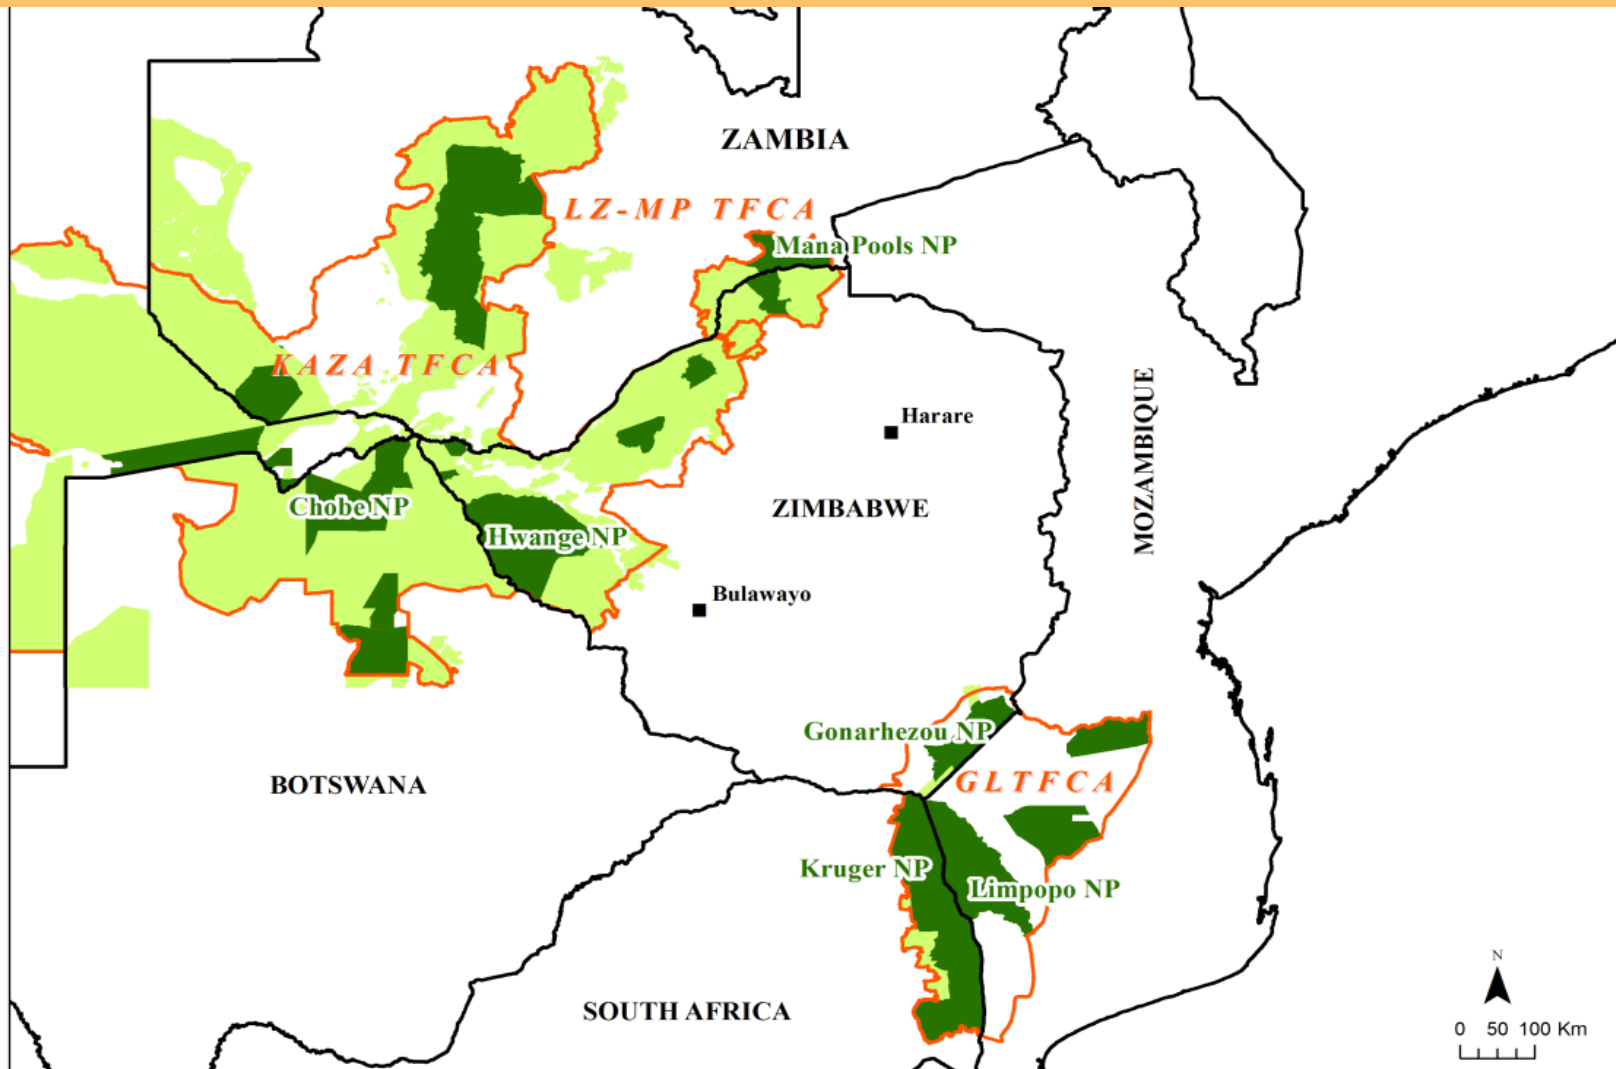 ZAMBIA
LZ-MP TFCA
Mana Pools NP
KAZA TFCA
Harare
MOZAMBIQUE
Chobe NP
ZIMBABWE
Hwange NP
Bulawayo
Gonarhezou NP
BOTSWANA
GLTFCA
Kruger NP
Limpopo NP
SOUTH AFRICA
N
0 50 100 Km